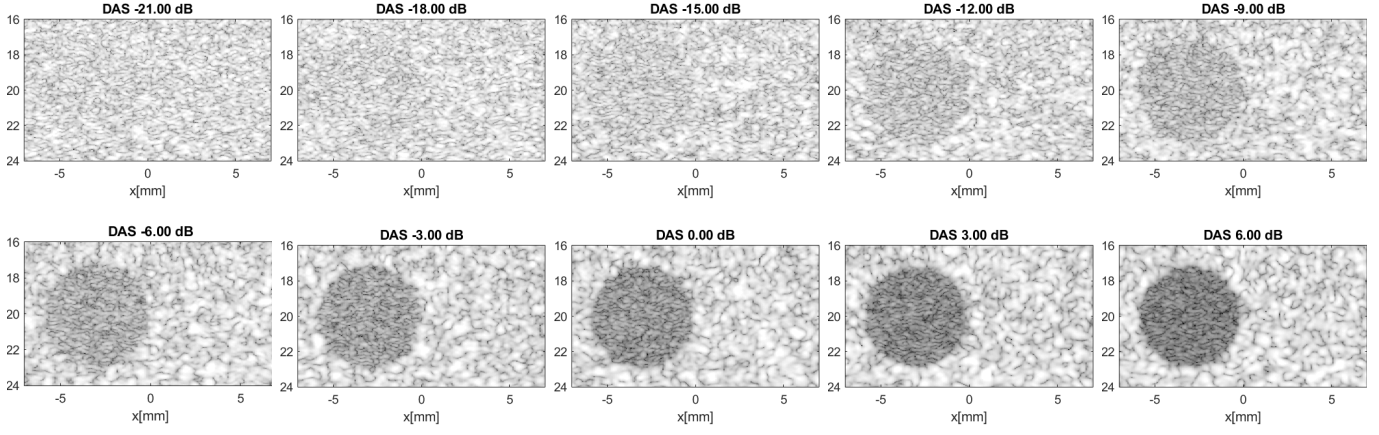 DAS -21.00 dB
DAS -18.00 dB
DAS -15.00 dB
DAS -12.00 dB
DAS -9.00 dB
16 16 16 16 16
18 18 18 18 18
20 20 20 20 20
22 22 22 22 22
24 24 24 24 24
-5 0 5 -5 0 5 -5 0 5 -5 0 5 -5 0 5
x[mm] x[mm] x[mm] x[mm] x[mm]
DAS -6.00 dB
DAS -3.00 dB
DAS 0.00 dB
DAS 3.00 dB
DAS 6.00 dB
16 16 16 16 16
18 18 18 18 18
20 20 20 20 20
22 22 22 22 22
24 24 24 24 24
-5 0 5 -5 0 5 -5 0 5 -5 0 5 -5 0 5
x[mm] x[mm] x[mm] x[mm] x[mm]